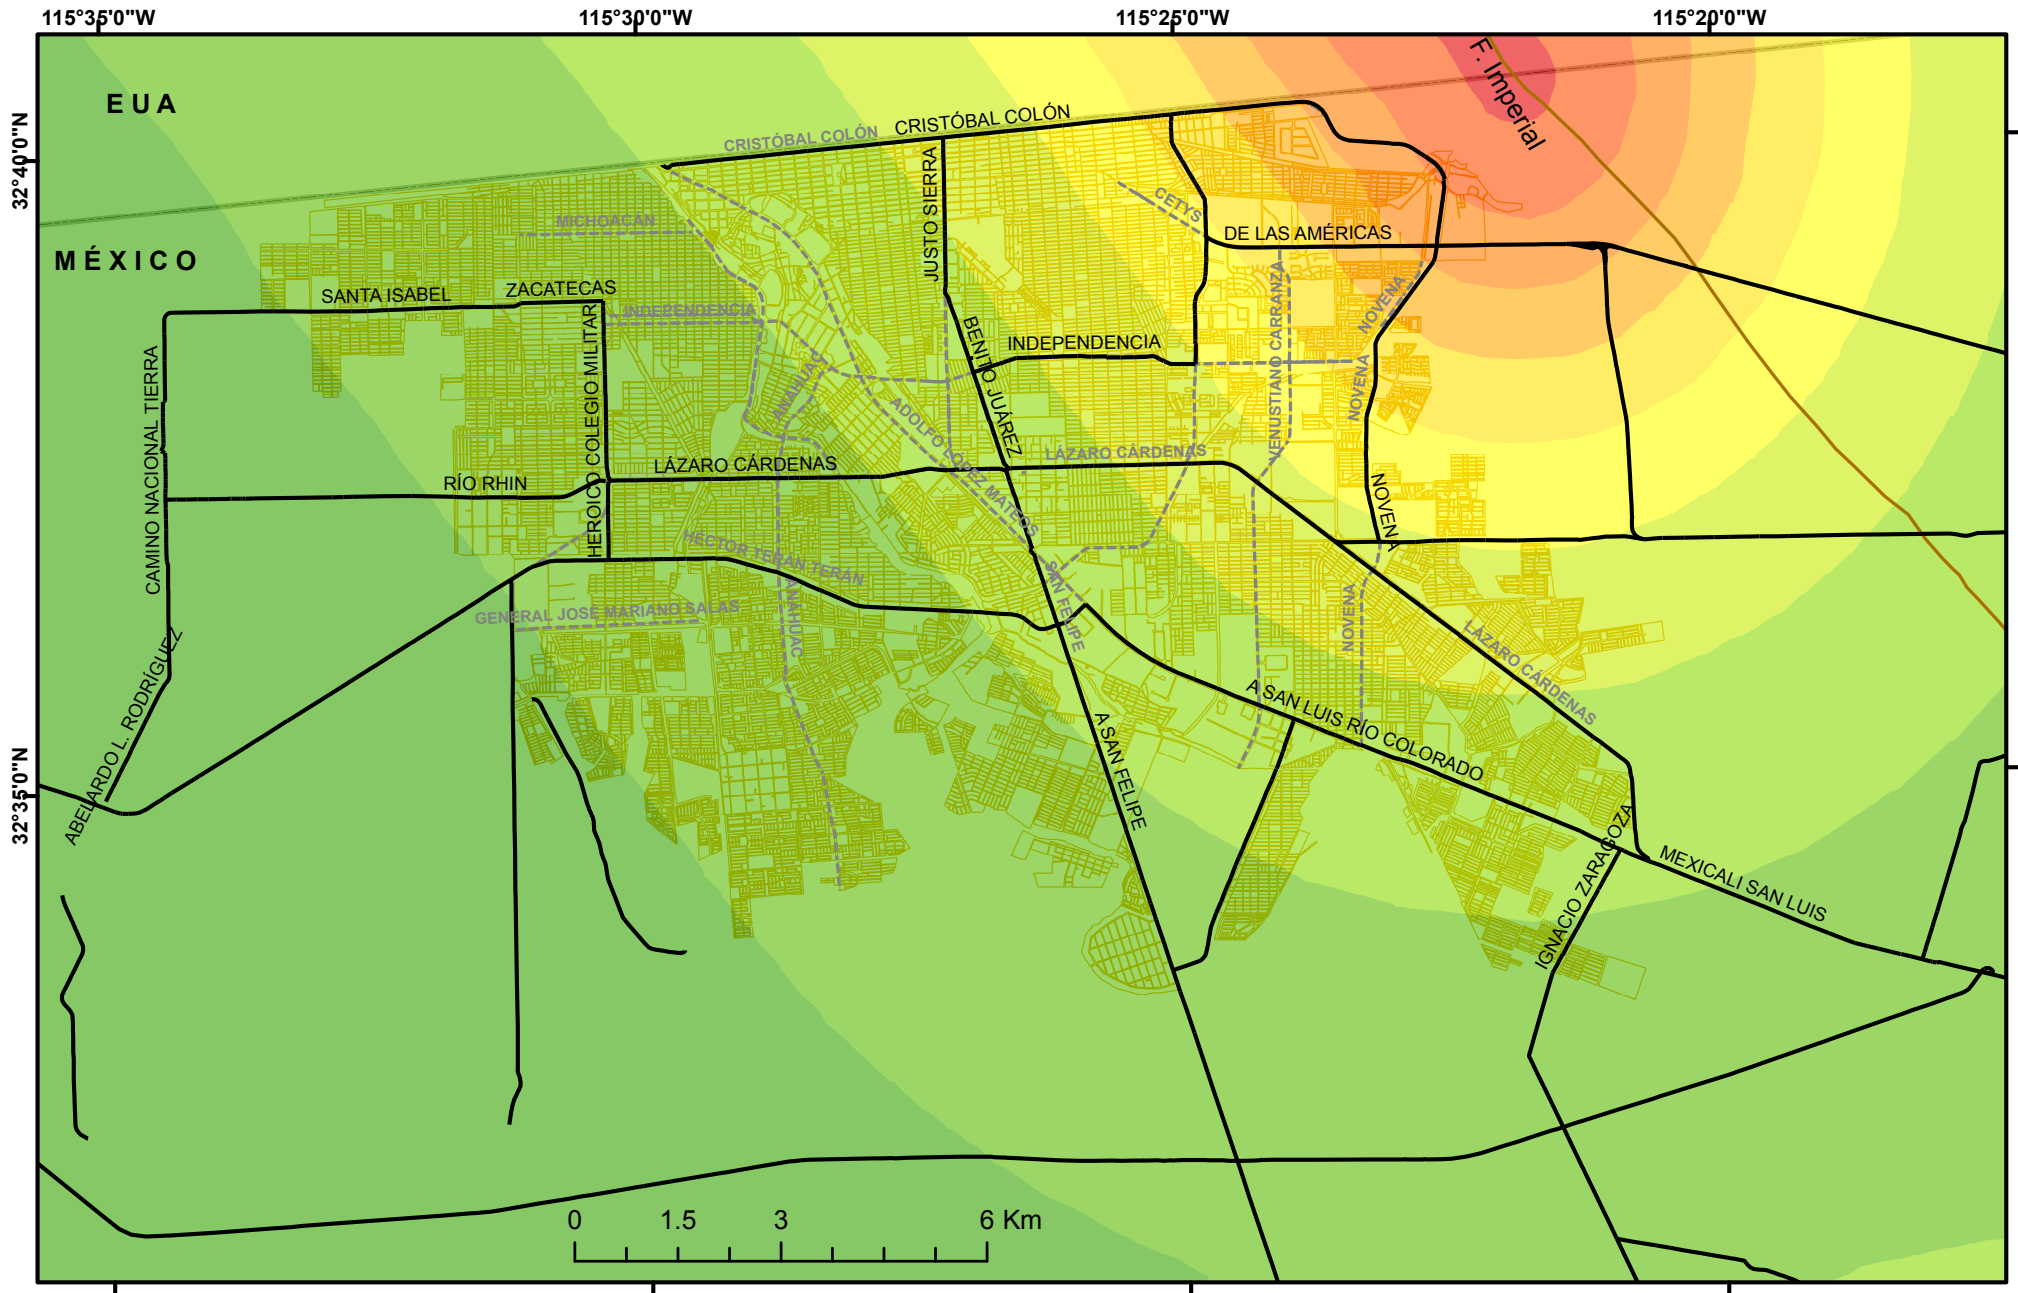 115°35'0"W
115°30'0"W
115°25'0"W
115°20'0"W
32°40'0"N
32°35'0"N
E U A
M É X I C O
F. Imperial
CRISTÓBAL COLÓN
CRISTÓBAL COLÓN
JUSTO SIERRA
CETYS
DE LAS AMÉRICAS
MICHOACÁN
SANTA ISABEL
ZACATECAS
INDEPENDENCIA
INDEPENDENCIA
HEROICO COLEGIO MILITAR
CAMINO NACIONAL TIERRA
BENITO JUÁREZ
VENUSTIANO CARRANZA
NOVENA
NOVENA
NOVENA
NOVENA
ANÁHUAC
ADOLFO LÓPEZ MATEOS
LÁZARO CÁRDENAS
LÁZARO CÁRDENAS
RÍO RHIN
HÉCTOR TERÁN TERÁN
GENERAL JOSÉ MARIANO SALAS
ANÁHUAC
SAN FELIPE
LÁZARO CÁRDENAS
ABELARDO L. RODRÍGUEZ
A SAN FELIPE
A SAN LUIS RÍO COLORADO
IGNACIO ZARAGOZA
MEXICALI SAN LUIS
0 1.5 3 6 Km